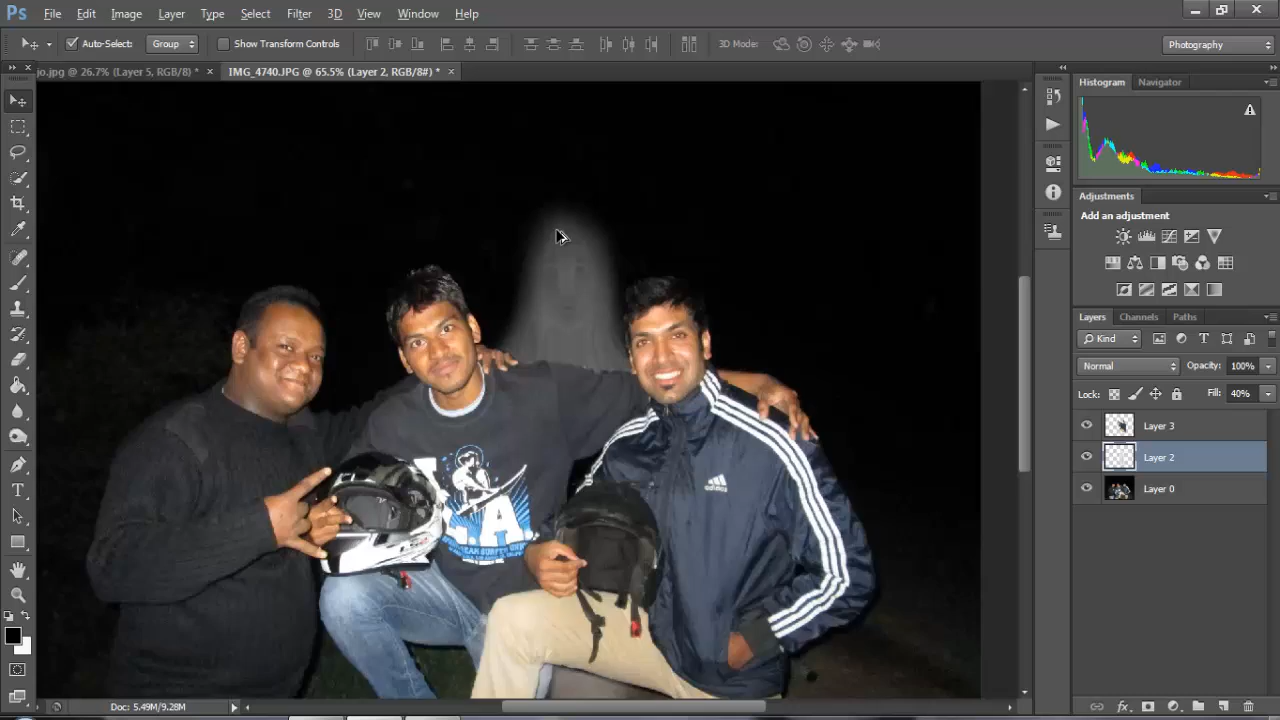 Ps File Edit Image Layer Type Select Filter 3D View Window Help
Auto-Select: Group Show Transform Controls 3D Mode: Photography
jo.jpg @ 26.7% (Layer 5, RGB/8) * × IMG_4740.JPG @ 65.5% (Layer 2, RGB/8#) * ×
Histogram Navigator
Adjustments
Add an adjustment
Layers Channels Paths
Kind
Normal Opacity: 100%
Lock: Fill: 40%
Layer 3
Layer 2
Layer 0
L.A.
adidas
T
Doc: 5.49M/9.28M
fx